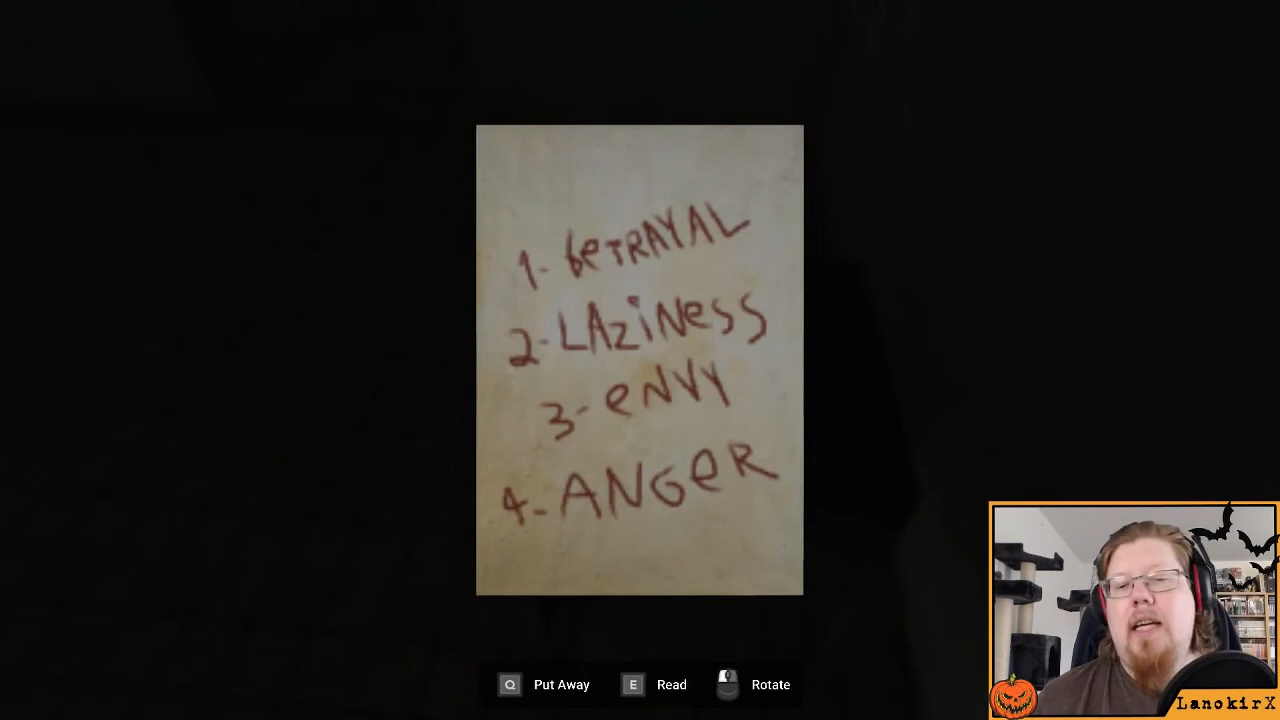 1- beTRAYAL
2- LAZiNess
3- eNVY
4- ANGeR
Q Put Away E Read Rotate
LanokirX